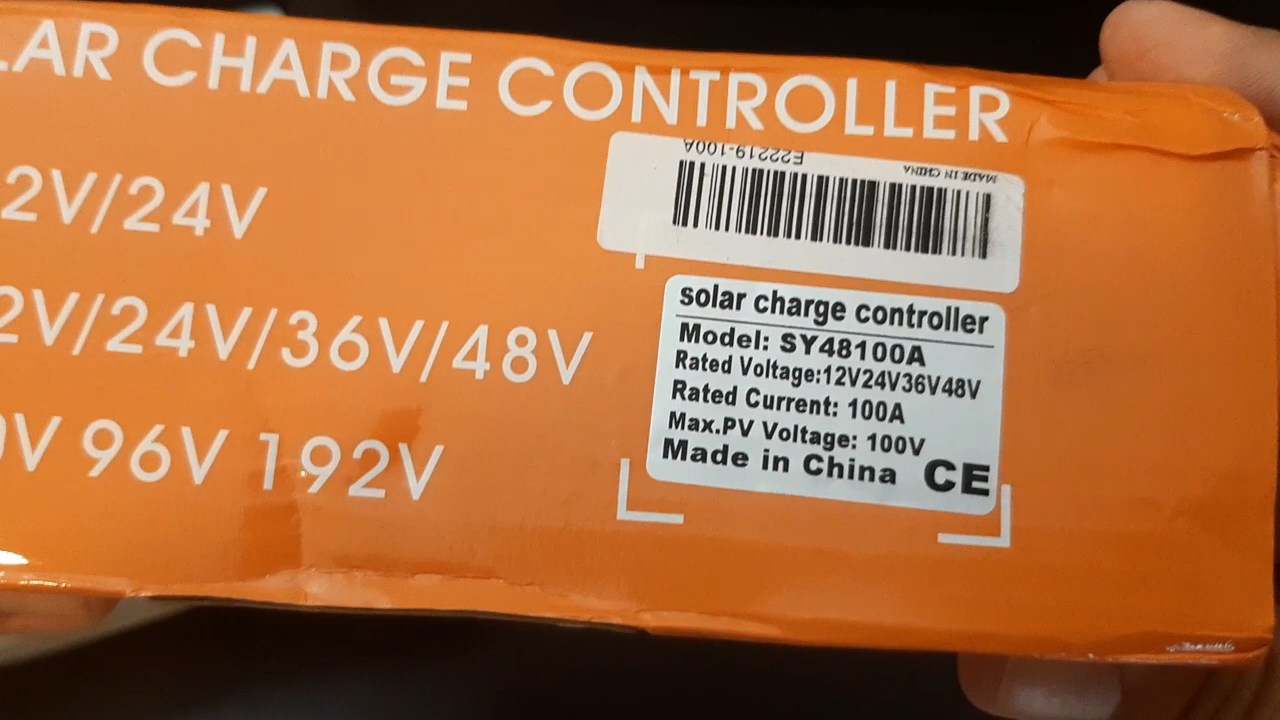 LAR CHARGE CONTROLLER
2V/24V
2V/24V/36V/48V
0V 96V 192V
E22219-100A
MADE IN CHINA
solar charge controller
Model: SY48100A
Rated Voltage:12V24V36V48V
Rated Current: 100A
Max.PV Voltage: 100V
Made in China CE